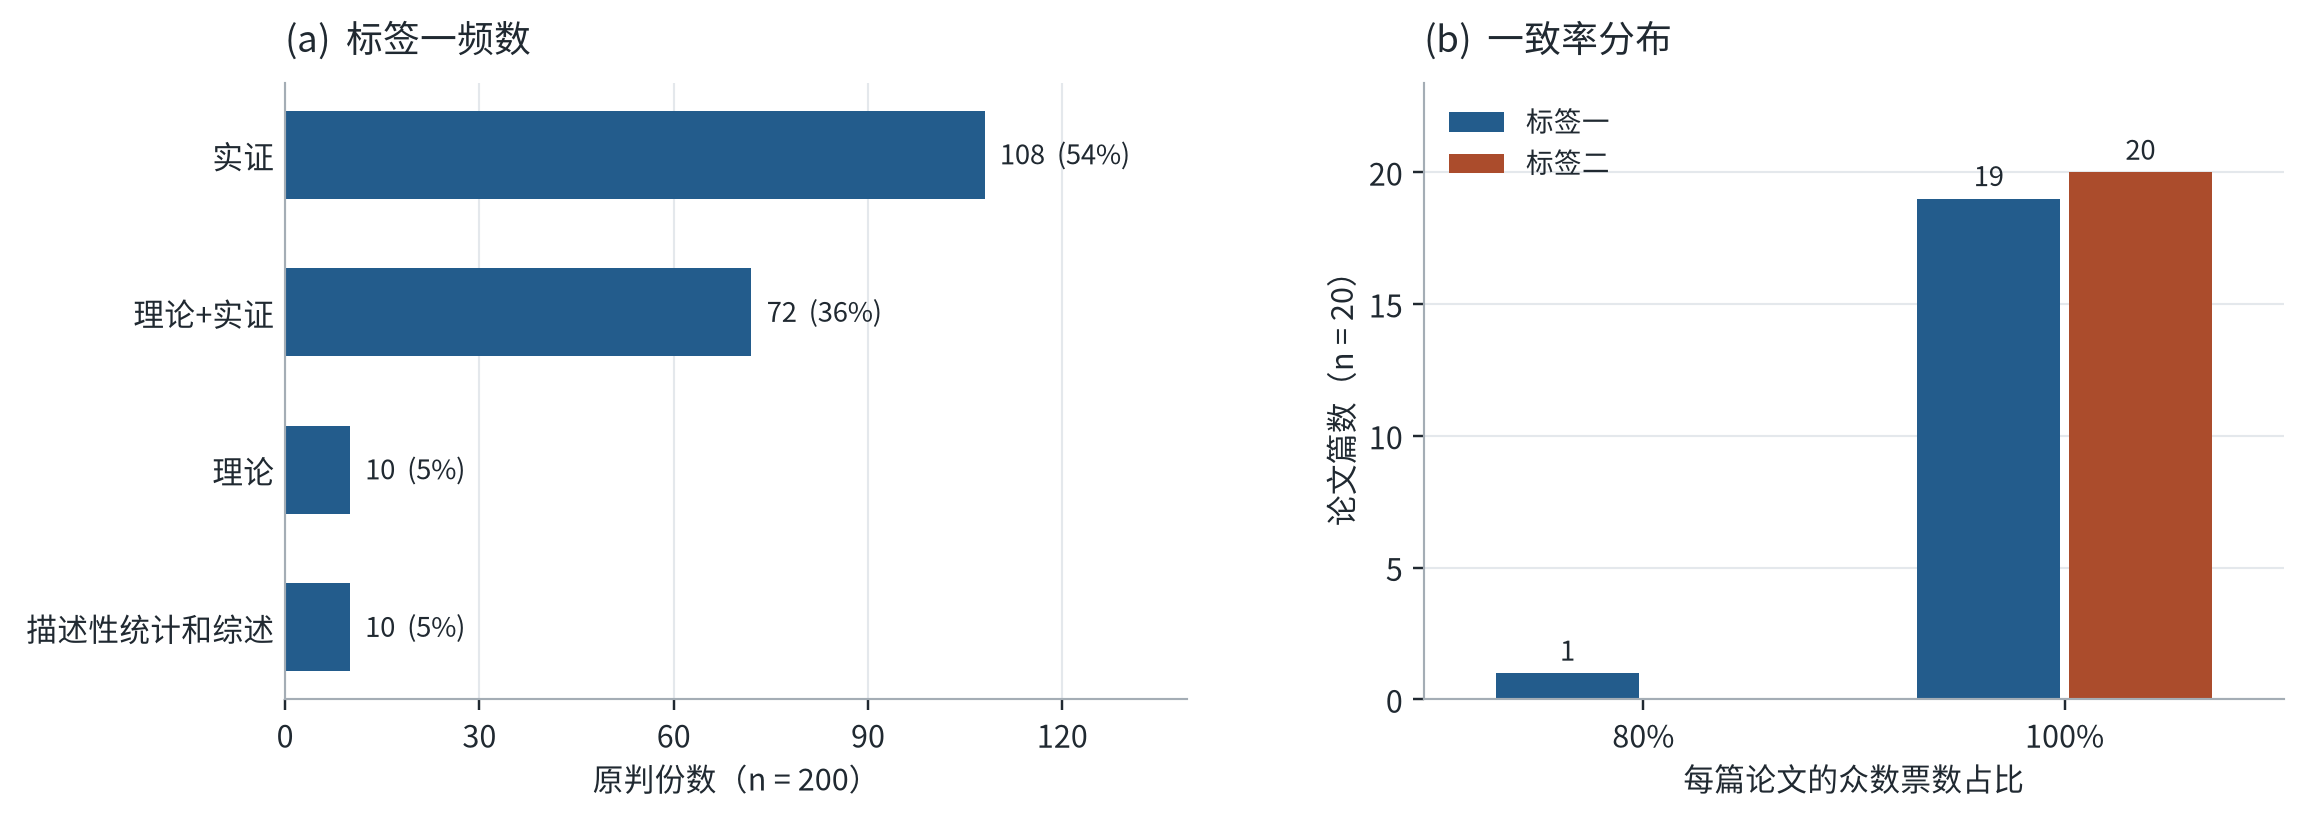 (a) 标签一频数
实证
108 (54%)
理论+实证
72 (36%)
理论
10 (5%)
描述性统计和综述
10 (5%)
0 30 60 90 120
原判份数（n = 200）
(b) 一致率分布
标签一
标签二
论文篇数（n = 20）
20
15
10
5
0
1
19
20
80% 100%
每篇论文的众数票数占比